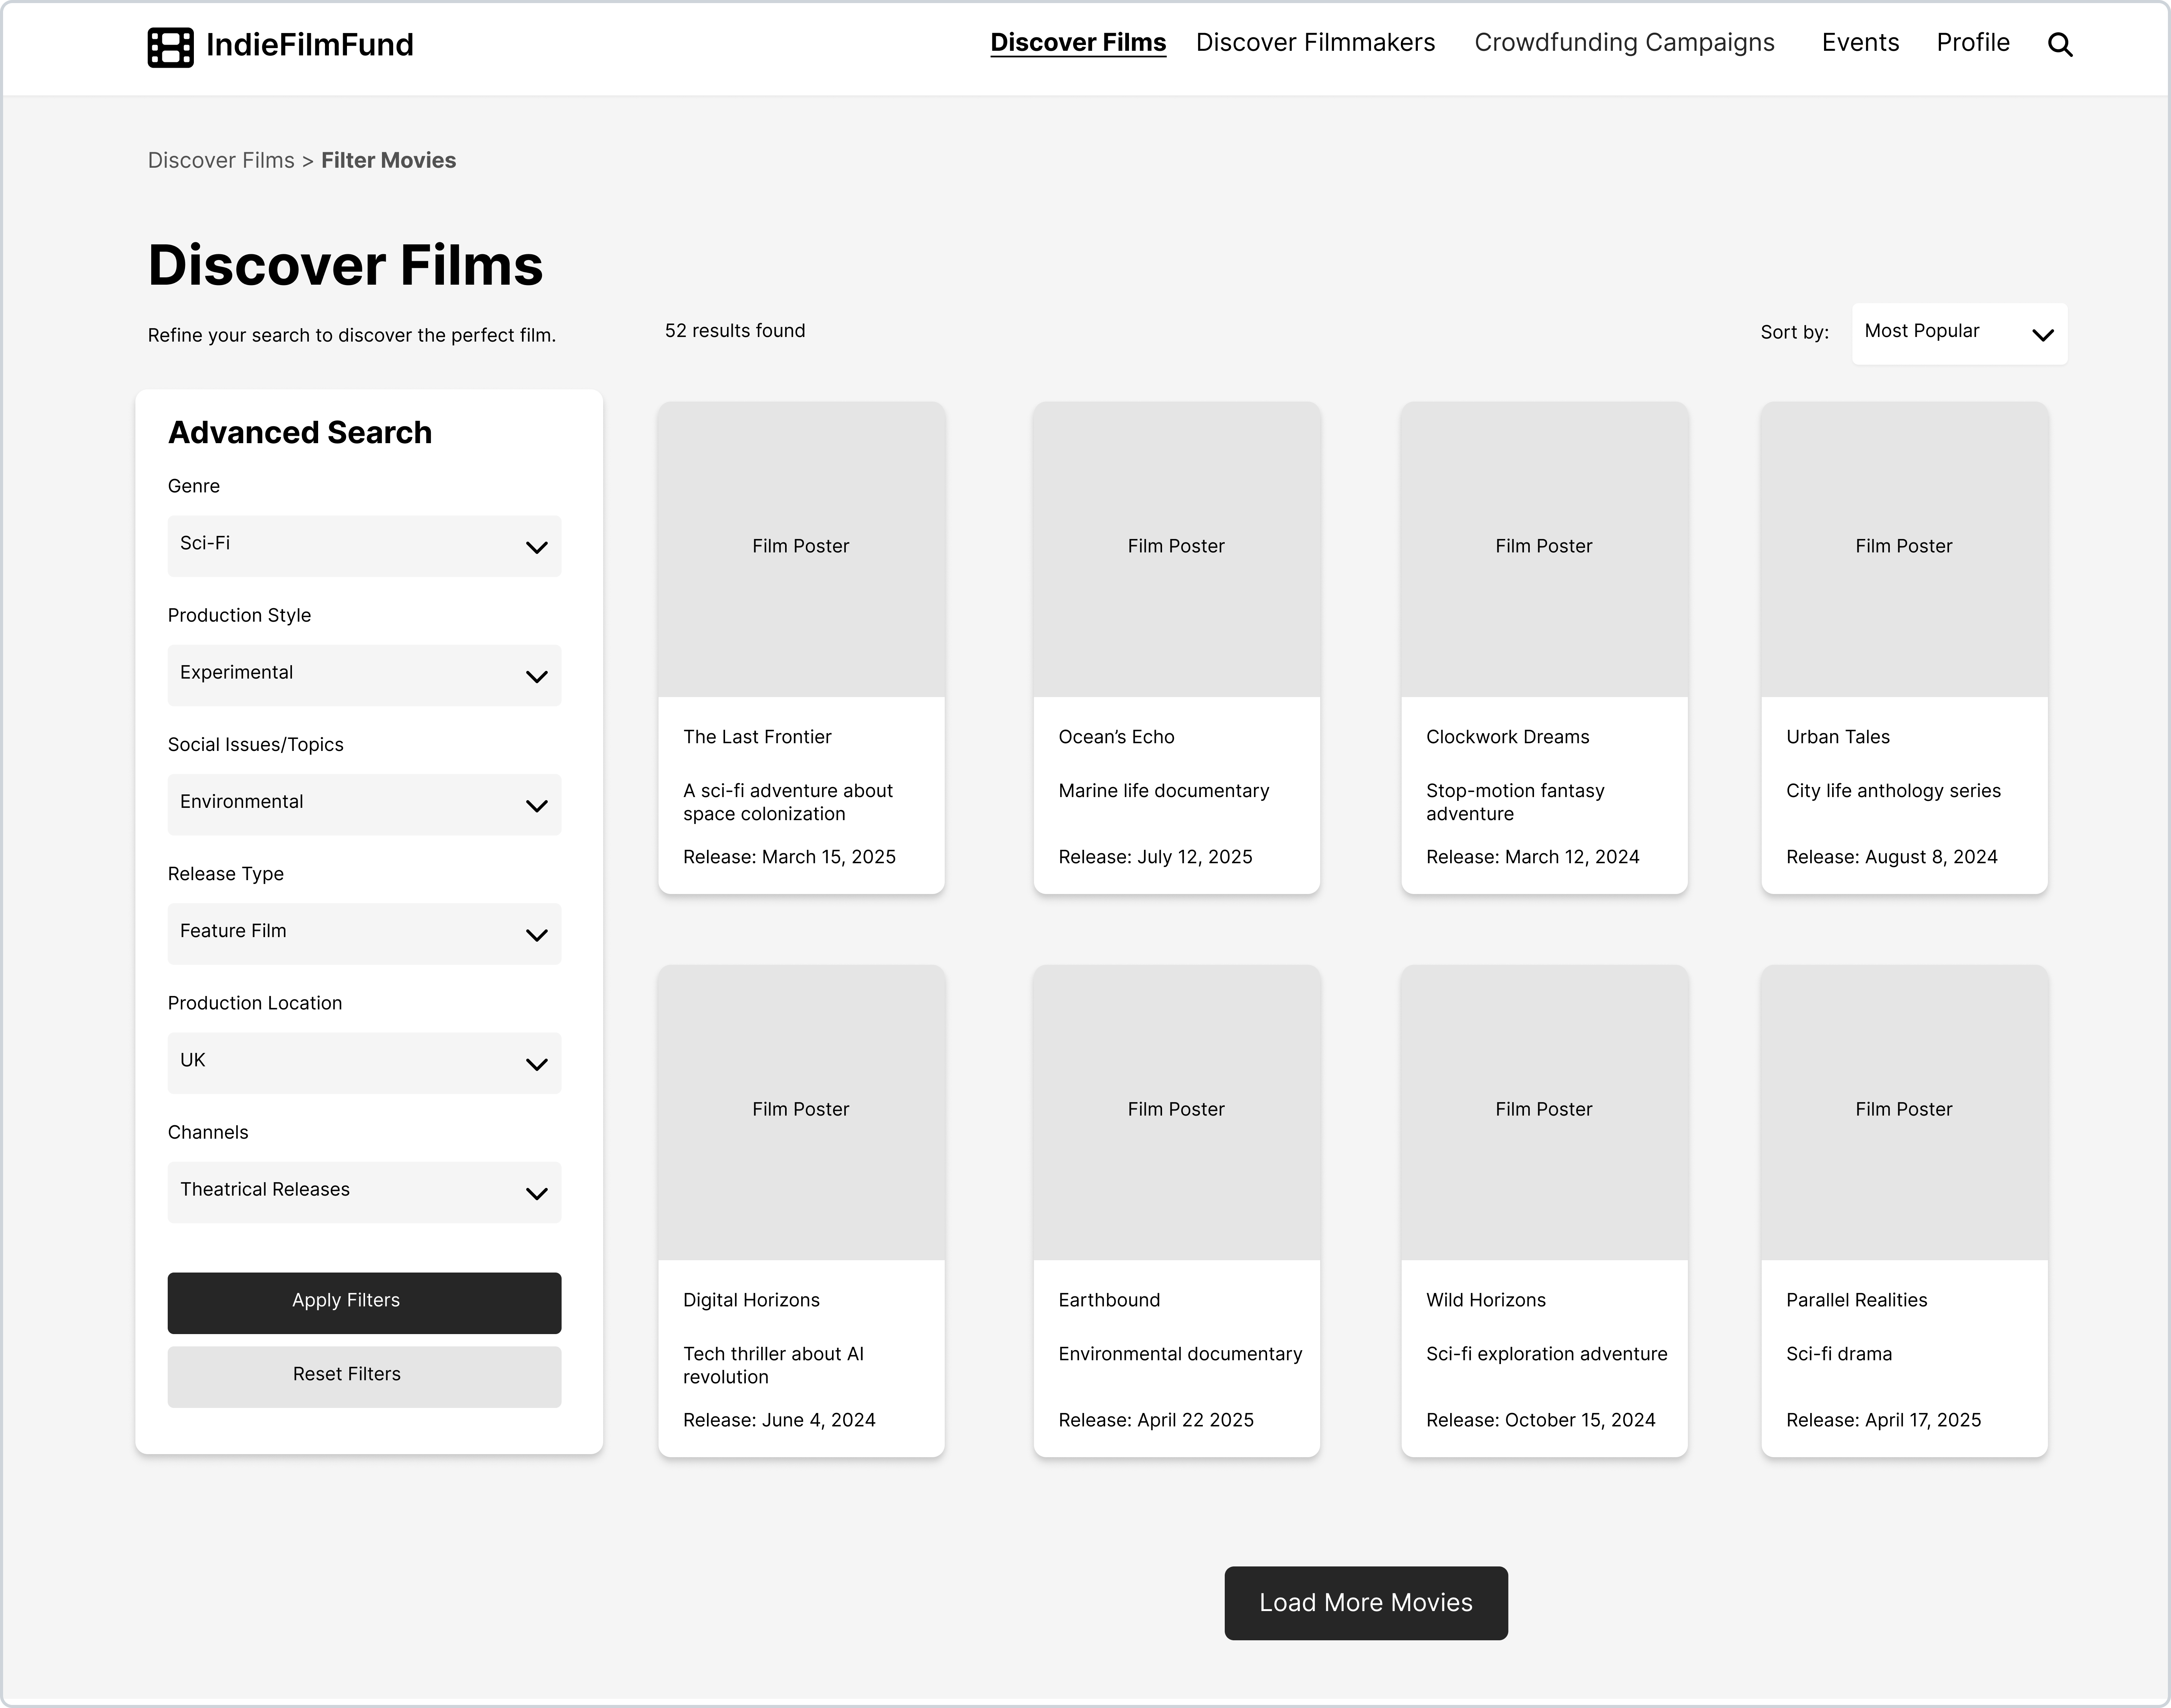 IndieFilmFund
Discover Films
Discover Filmmakers
Crowdfunding Campaigns
Events
Profile
Discover Films > Filter Movies
Discover Films
Refine your search to discover the perfect film.
52 results found
Sort by:
Most Popular
Advanced Search
Genre
Sci-Fi
Production Style
Experimental
Social Issues/Topics
Environmental
Release Type
Feature Film
Production Location
UK
Channels
Theatrical Releases
Apply Filters
Reset Filters
Film Poster
The Last Frontier
A sci-fi adventure about
space colonization
Release: March 15, 2025
Film Poster
Ocean’s Echo
Marine life documentary
Release: July 12, 2025
Film Poster
Clockwork Dreams
Stop-motion fantasy
adventure
Release: March 12, 2024
Film Poster
Urban Tales
City life anthology series
Release: August 8, 2024
Film Poster
Digital Horizons
Tech thriller about AI
revolution
Release: June 4, 2024
Film Poster
Earthbound
Environmental documentary
Release: April 22 2025
Film Poster
Wild Horizons
Sci-fi exploration adventure
Release: October 15, 2024
Film Poster
Parallel Realities
Sci-fi drama
Release: April 17, 2025
Load More Movies